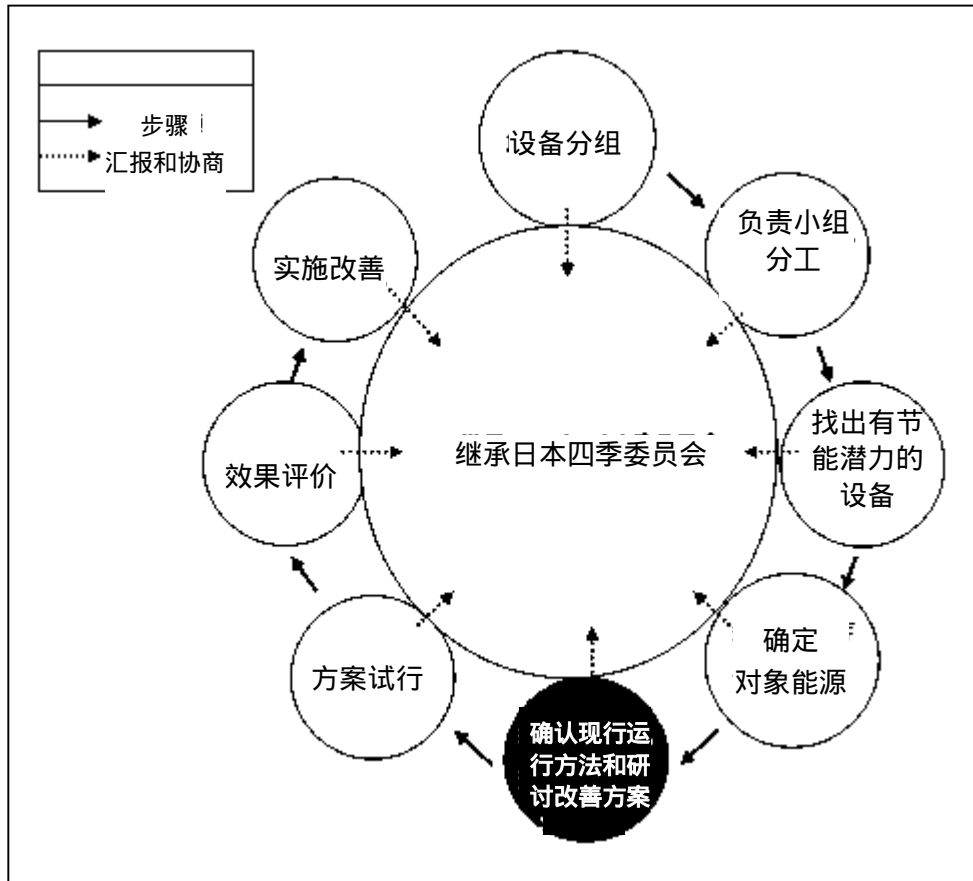 步骤
汇报和协商
设备分组
负责小组
分工
实施改善
找出有节
能潜力的
设备
继承日本四季委员会
效果评价
确定
对象能源
方案试行
确认现行运
行方法和研
讨改善方案